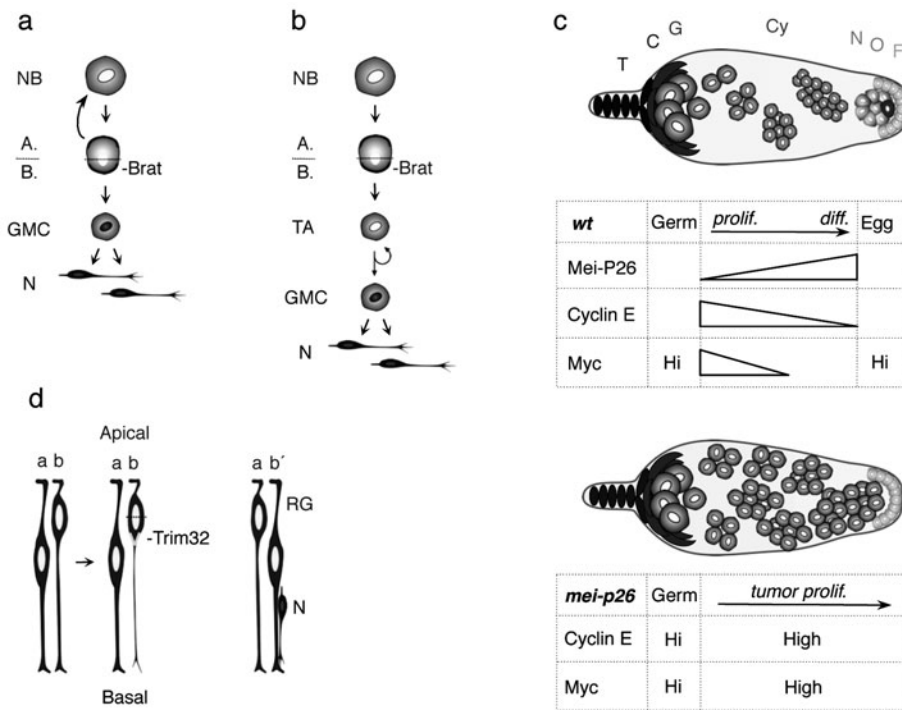 a
NB
A.
B.
-Brat
GMC
N
b
NB
A.
B.
-Brat
TA
GMC
N
c
T C G Cy N O F
wt Germ prolif. diff. Egg
Mei-P26
Cyclin E
Myc Hi Hi
mei-p26 Germ tumor prolif.
Cyclin E Hi High
Myc Hi High
d
Apical
a b a b a b´
RG
-Trim32
N
Basal